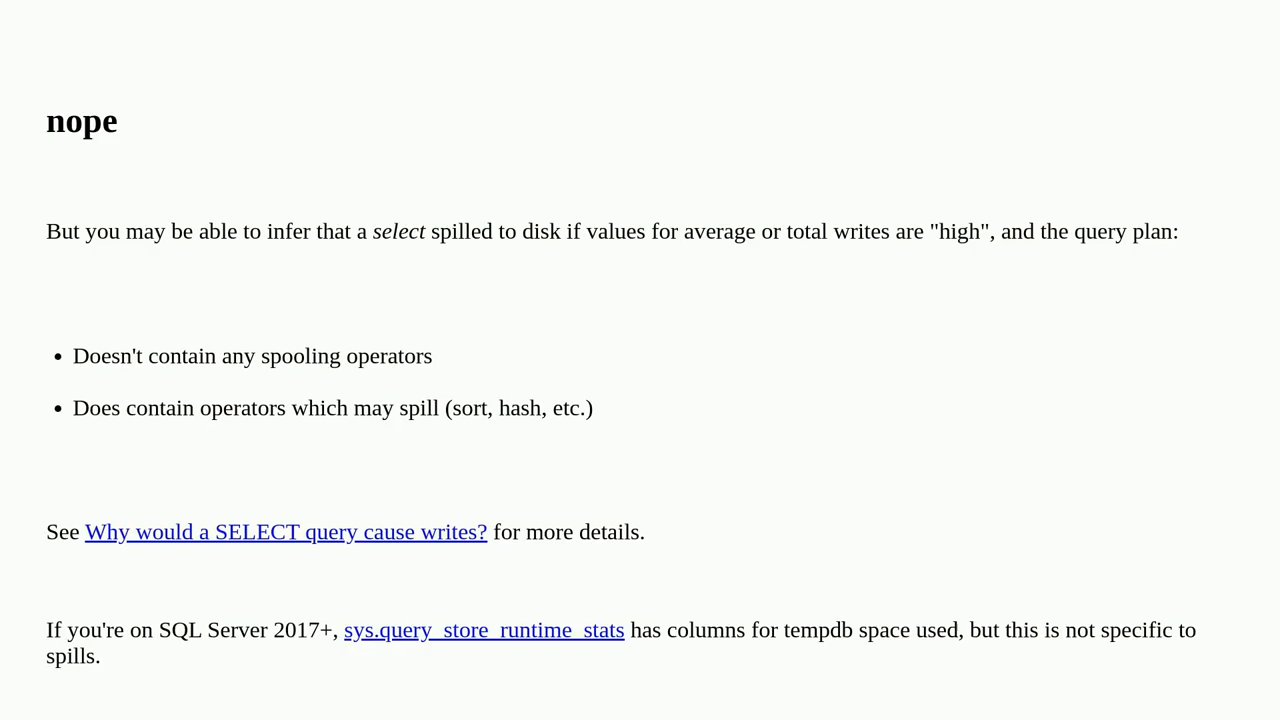 nope
But you may be able to infer that a select spilled to disk if values for average or total writes are "high", and the query plan:
• Doesn't contain any spooling operators
• Does contain operators which may spill (sort, hash, etc.)
See Why would a SELECT query cause writes? for more details.
If you're on SQL Server 2017+, sys.query_store_runtime_stats has columns for tempdb space used, but this is not specific to
spills.